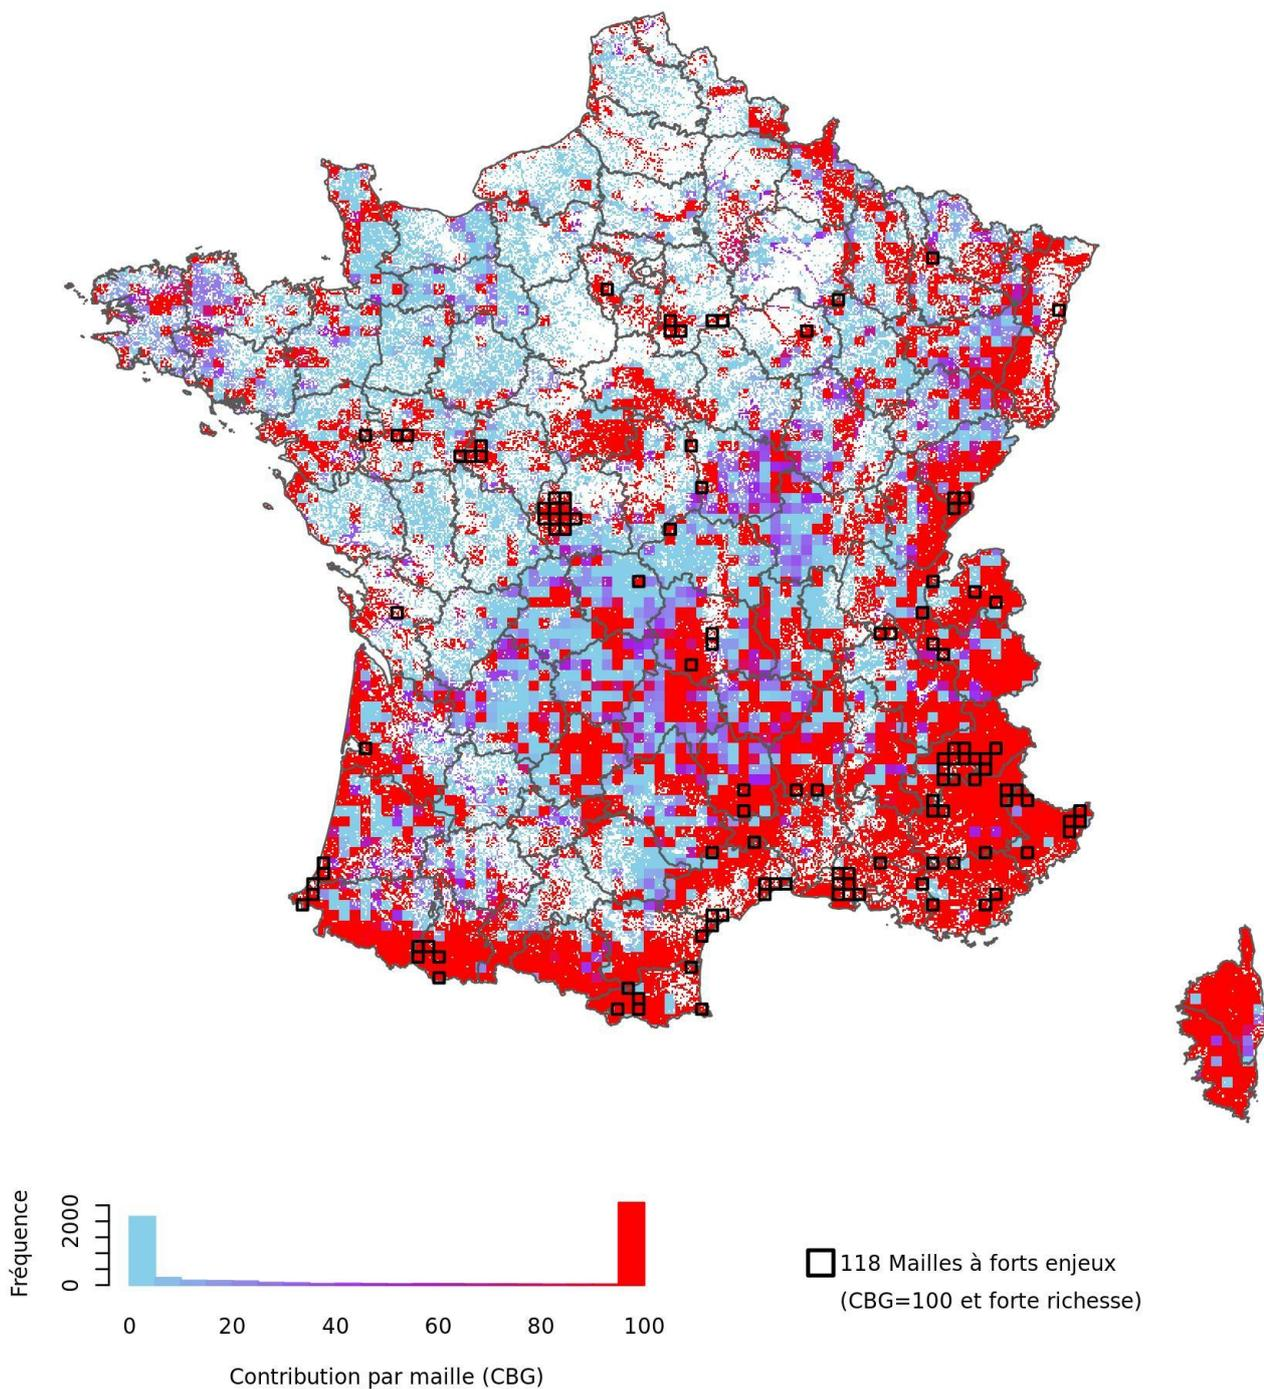 Fréquence
2000
0
0 20 40 60 80 100
Contribution par maille (CBG)
118 Mailles à forts enjeux
(CBG=100 et forte richesse)